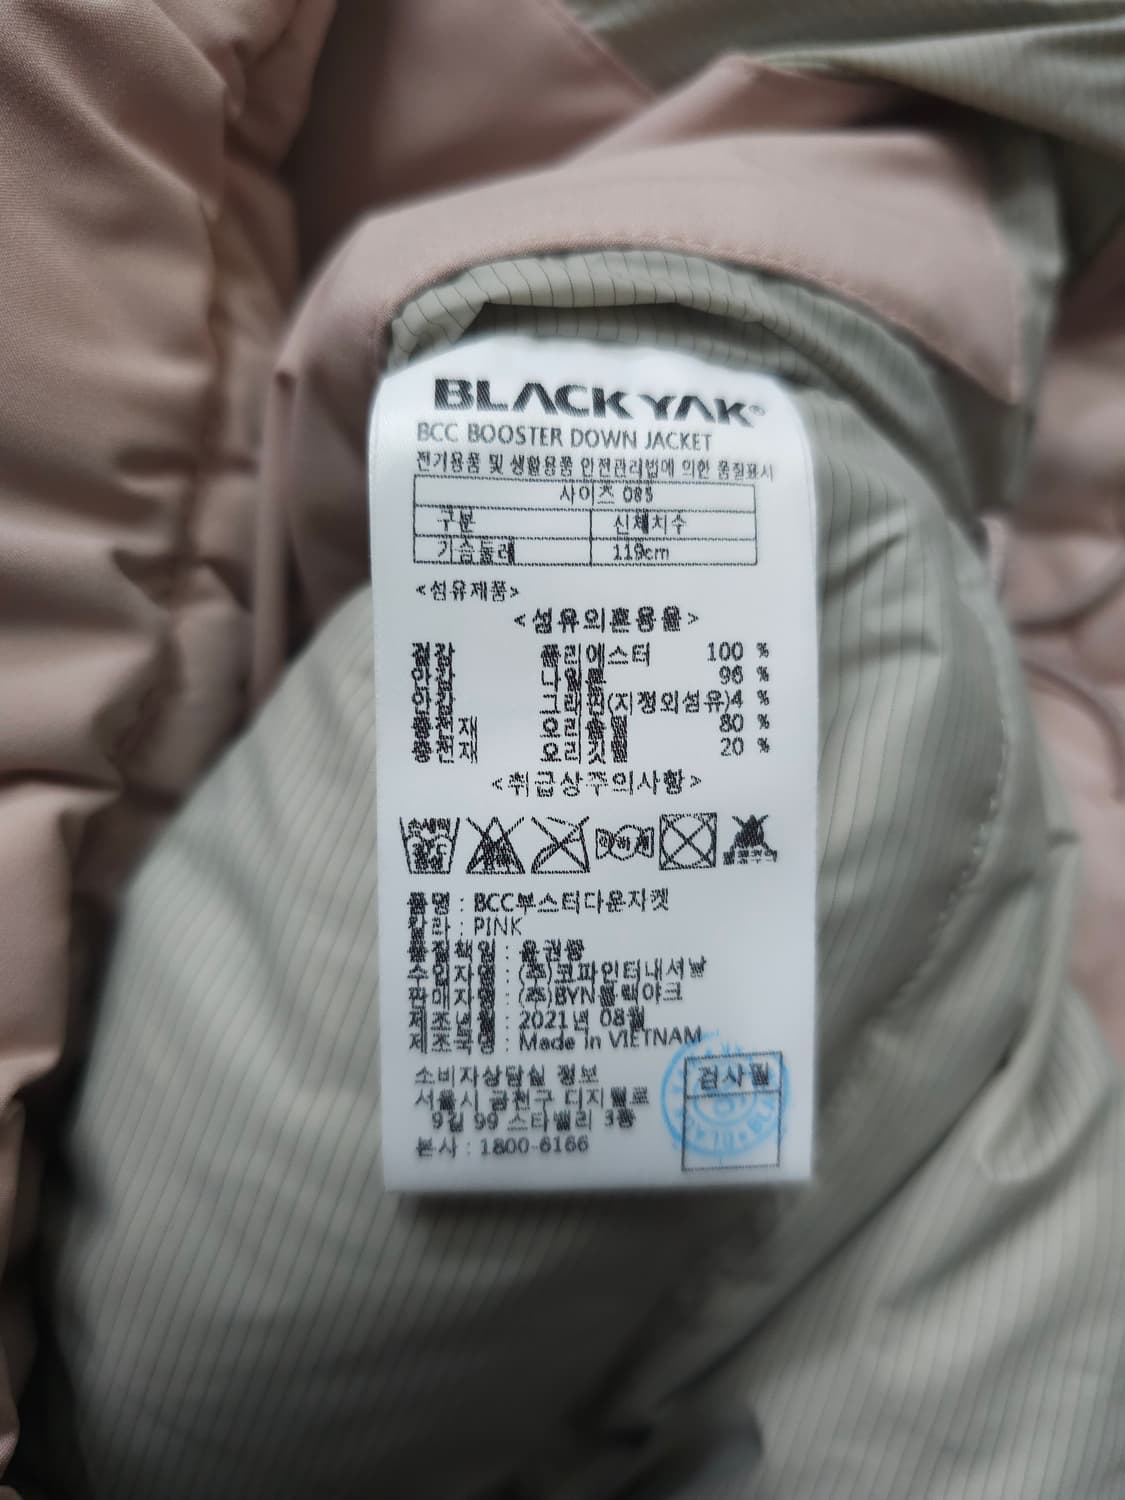 BLACKYAK®
BCC BOOSTER DOWN JACKET
전기용품 및 생활용품 안전관리법에 의한 품질표시
사이즈 085
구분 신체치수
가슴둘레 119cm
<섬유제품>
<섬유의혼용율>
겉감 폴리에스터 100 %
안감 나일론 96 %
안감 그래핀(지정외섬유)4 %
충전재 오리솜털 80 %
충전재 오리깃털 20 %
<취급상주의사항>
손세탁
약하게
품명 : BCC부스터다운자켓
칼라 : PINK
품질책임 :
수입자명 : (주)코파인터내셔날
판매자명 : (주)BYN블랙야크
제조년월 : 2021년 08월
제조국명 : Made in VIETNAM
소비자상담실 정보
서울시 금천구 디지털로
9길 99 스타밸리 3층
본사 : 1800-6166
검사필